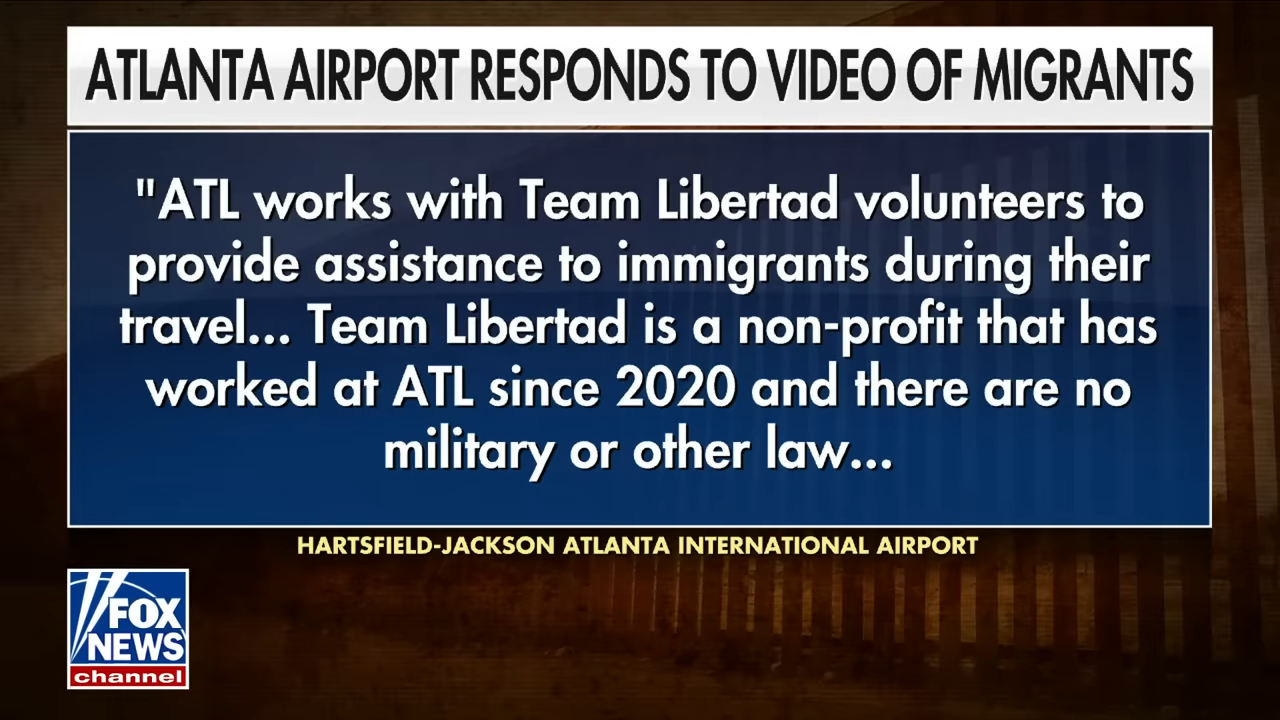 ATLANTA AIRPORT RESPONDS TO VIDEO OF MIGRANTS
"ATL works with Team Libertad volunteers to
provide assistance to immigrants during their
travel... Team Libertad is a non-profit that has
worked at ATL since 2020 and there are no
military or other law...
HARTSFIELD-JACKSON ATLANTA INTERNATIONAL AIRPORT
FOX
NEWS
channel